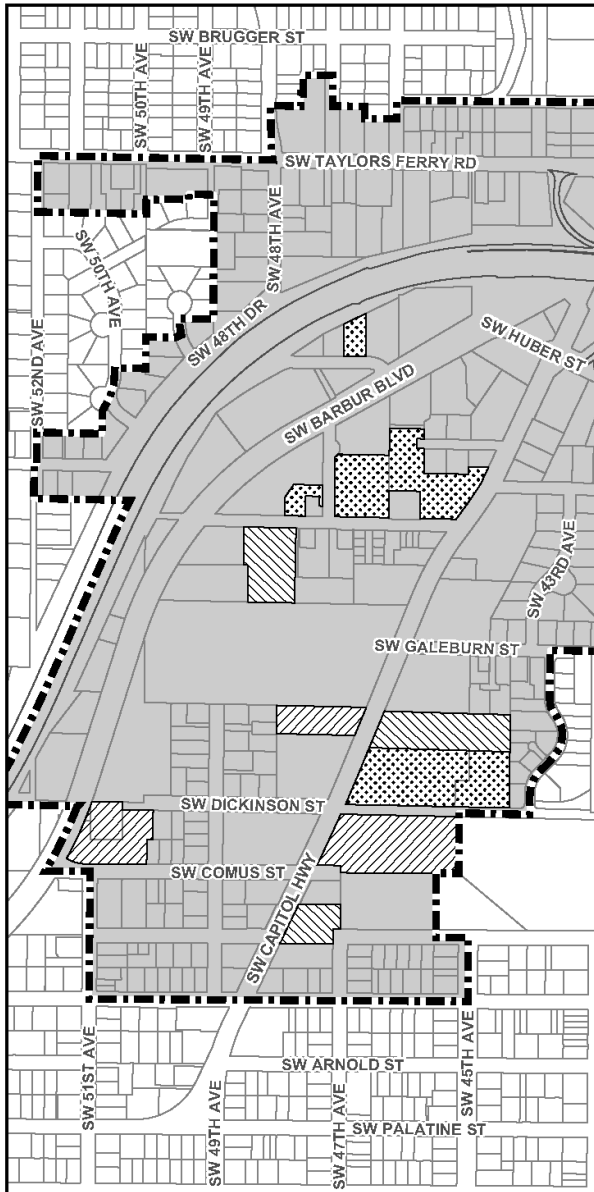 SW BRUGGER ST
SW 50TH AVE
SW 49TH AVE
SW TAYLORS FERRY RD
SW 48TH AVE
SW 50TH AVE
SW 48TH DR
SW 52ND AVE
SW HUBER ST
SW BARBUR BLVD
SW 43RD AVE
SW GALEBURN ST
SW DICKINSON ST
SW COMUS ST
SW CAPITOL HWY
SW 51ST AVE
SW ARNOLD ST
SW 45TH AVE
SW 49TH AVE
SW 47TH AVE
SW PALATINE ST